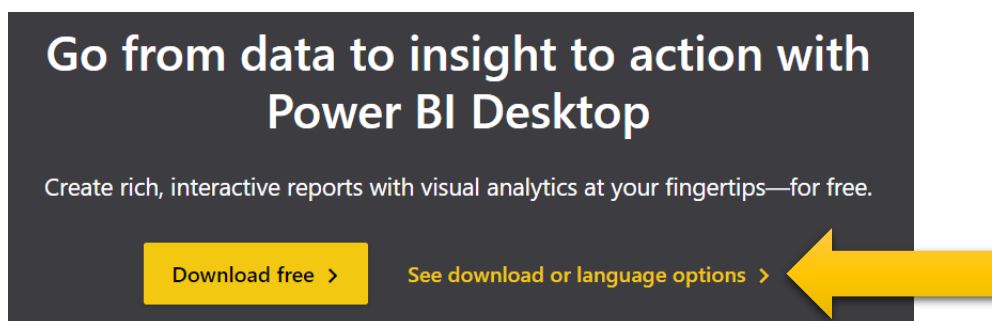 Go from data to insight to action with
Power BI Desktop
Create rich, interactive reports with visual analytics at your fingertips—for free.
Download free >
See download or language options >